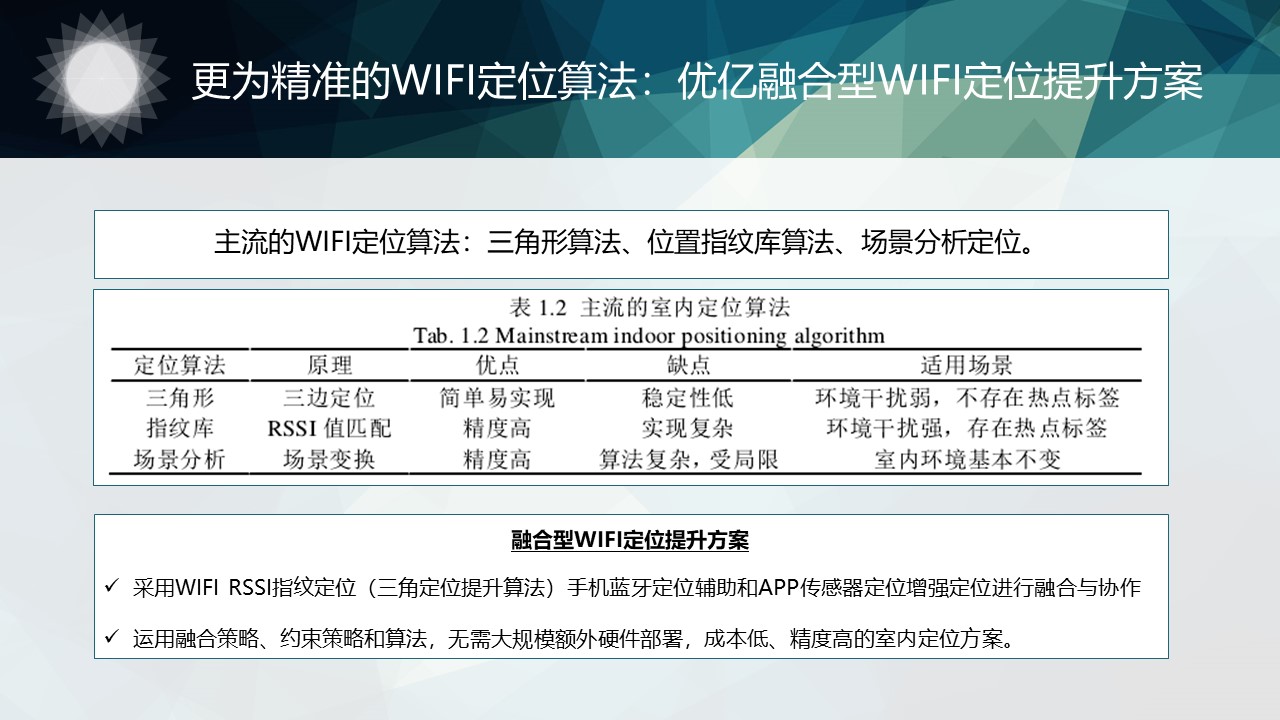 更为精准的WIFI定位算法：优亿融合型WIFI定位提升方案
主流的WIFI定位算法：三角形算法、位置指纹库算法、场景分析定位。
表 1.2 主流的室内定位算法
Tab. 1.2 Mainstream indoor positioning algorithm
定位算法 原理 优点 缺点 适用场景
三角形 三边定位 简单易实现 稳定性低 环境干扰弱，不存在热点标签
指纹库 RSSI 值匹配 精度高 实现复杂 环境干扰强，存在热点标签
场景分析 场景变换 精度高 算法复杂，受局限 室内环境基本不变
融合型WIFI定位提升方案
✓ 采用WIFI RSSI指纹定位（三角定位提升算法）手机蓝牙定位辅助和APP传感器定位增强定位进行融合与协作
✓ 运用融合策略、约束策略和算法，无需大规模额外硬件部署，成本低、精度高的室内定位方案。